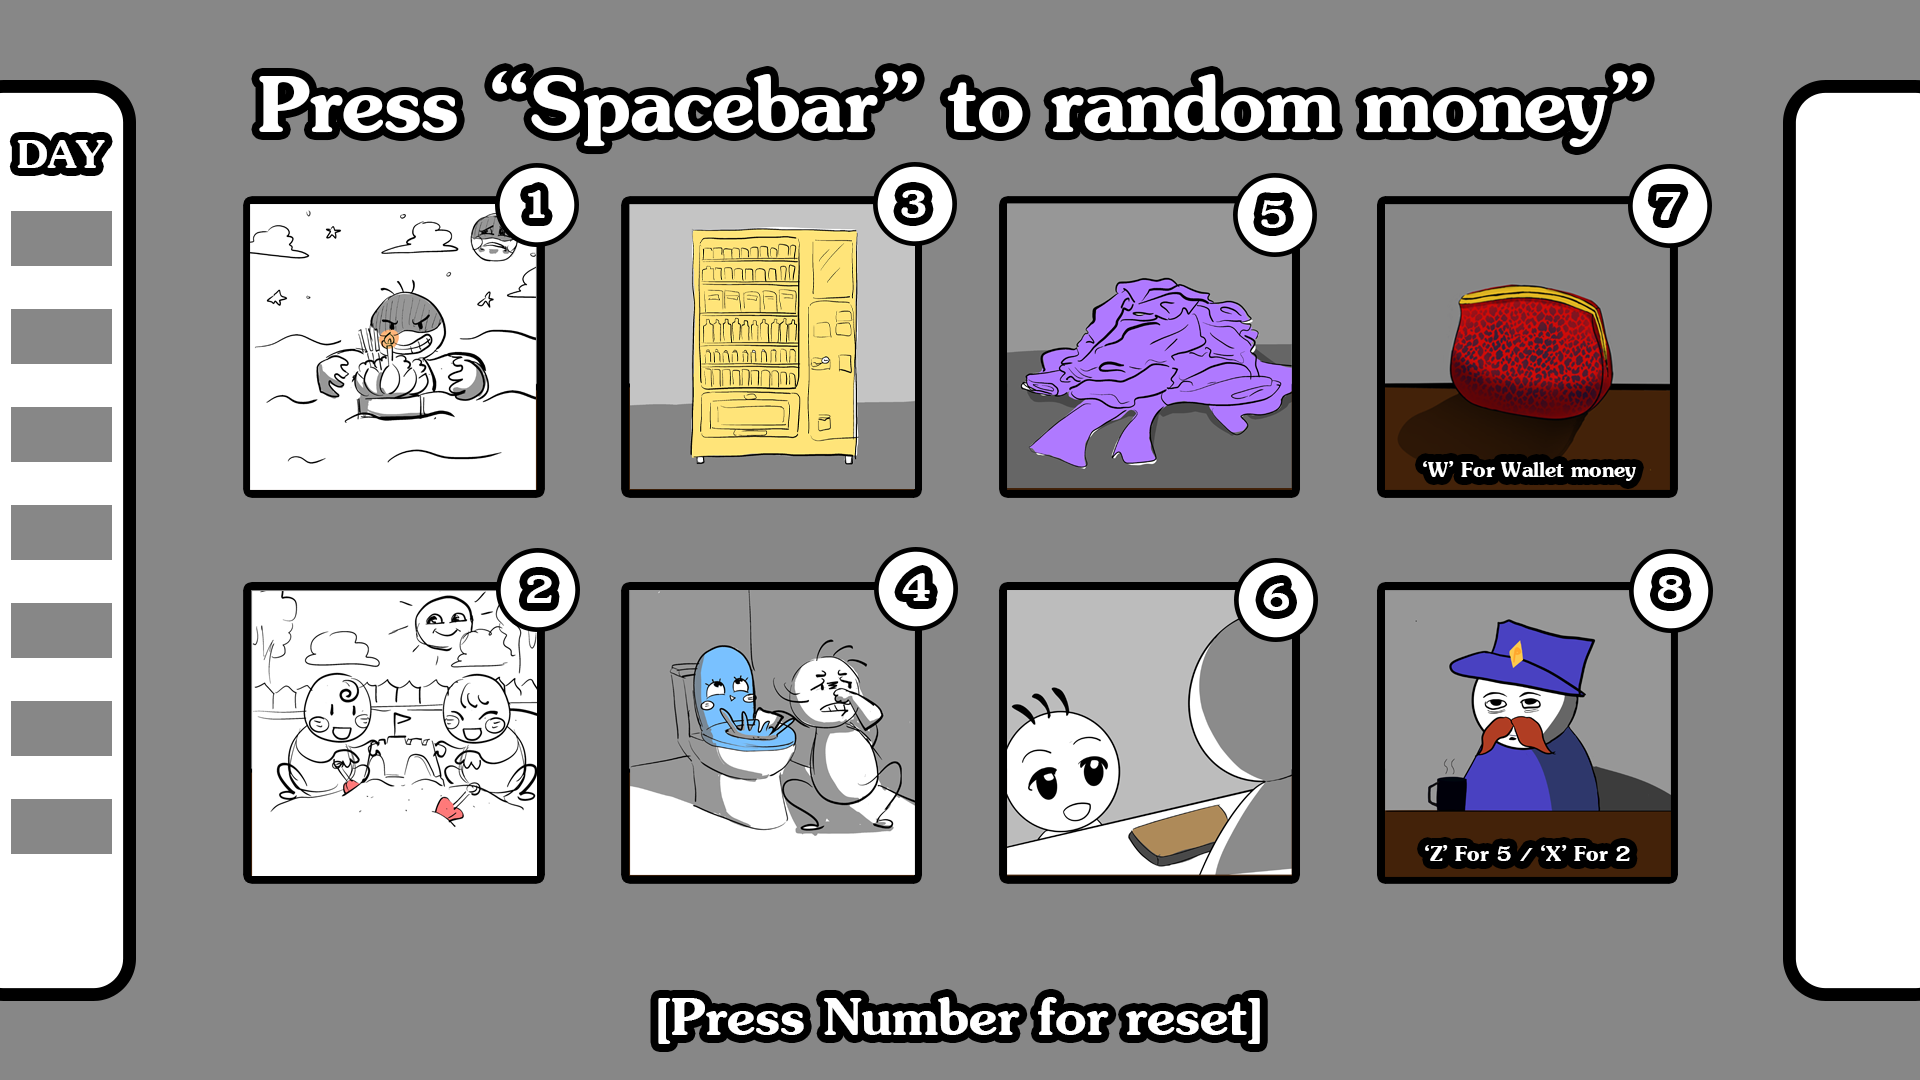 Press “Spacebar” to random money”
DAY
1
3
5
7
‘W’ For Wallet money
2
4
6
8
‘Z’ For 5 / ‘X’ For 2
[Press Number for reset]